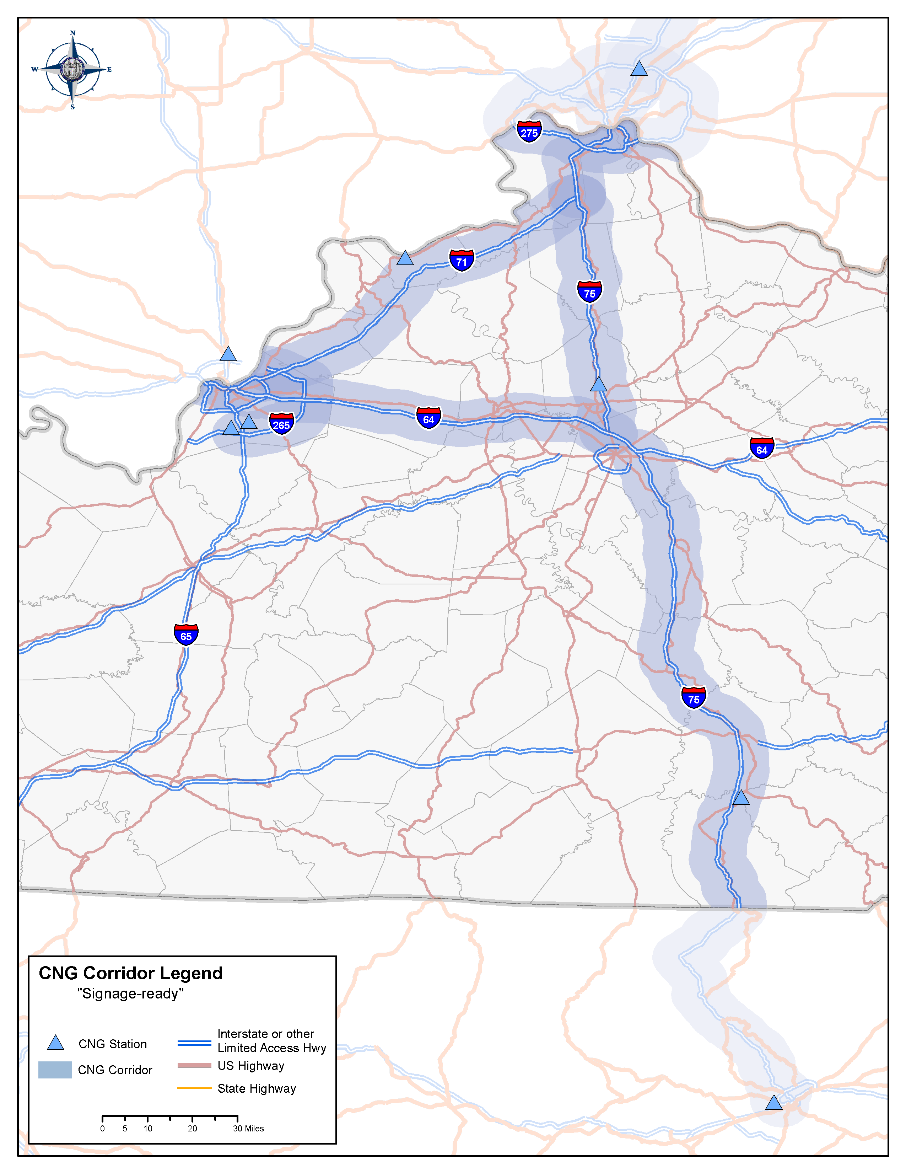 N
W E
S
275
71
75
265
64
64
65
75
CNG Corridor Legend
"Signage-ready"
CNG Station
CNG Corridor
Interstate or other
Limited Access Hwy
US Highway
State Highway
0 5 10 20 30 Miles